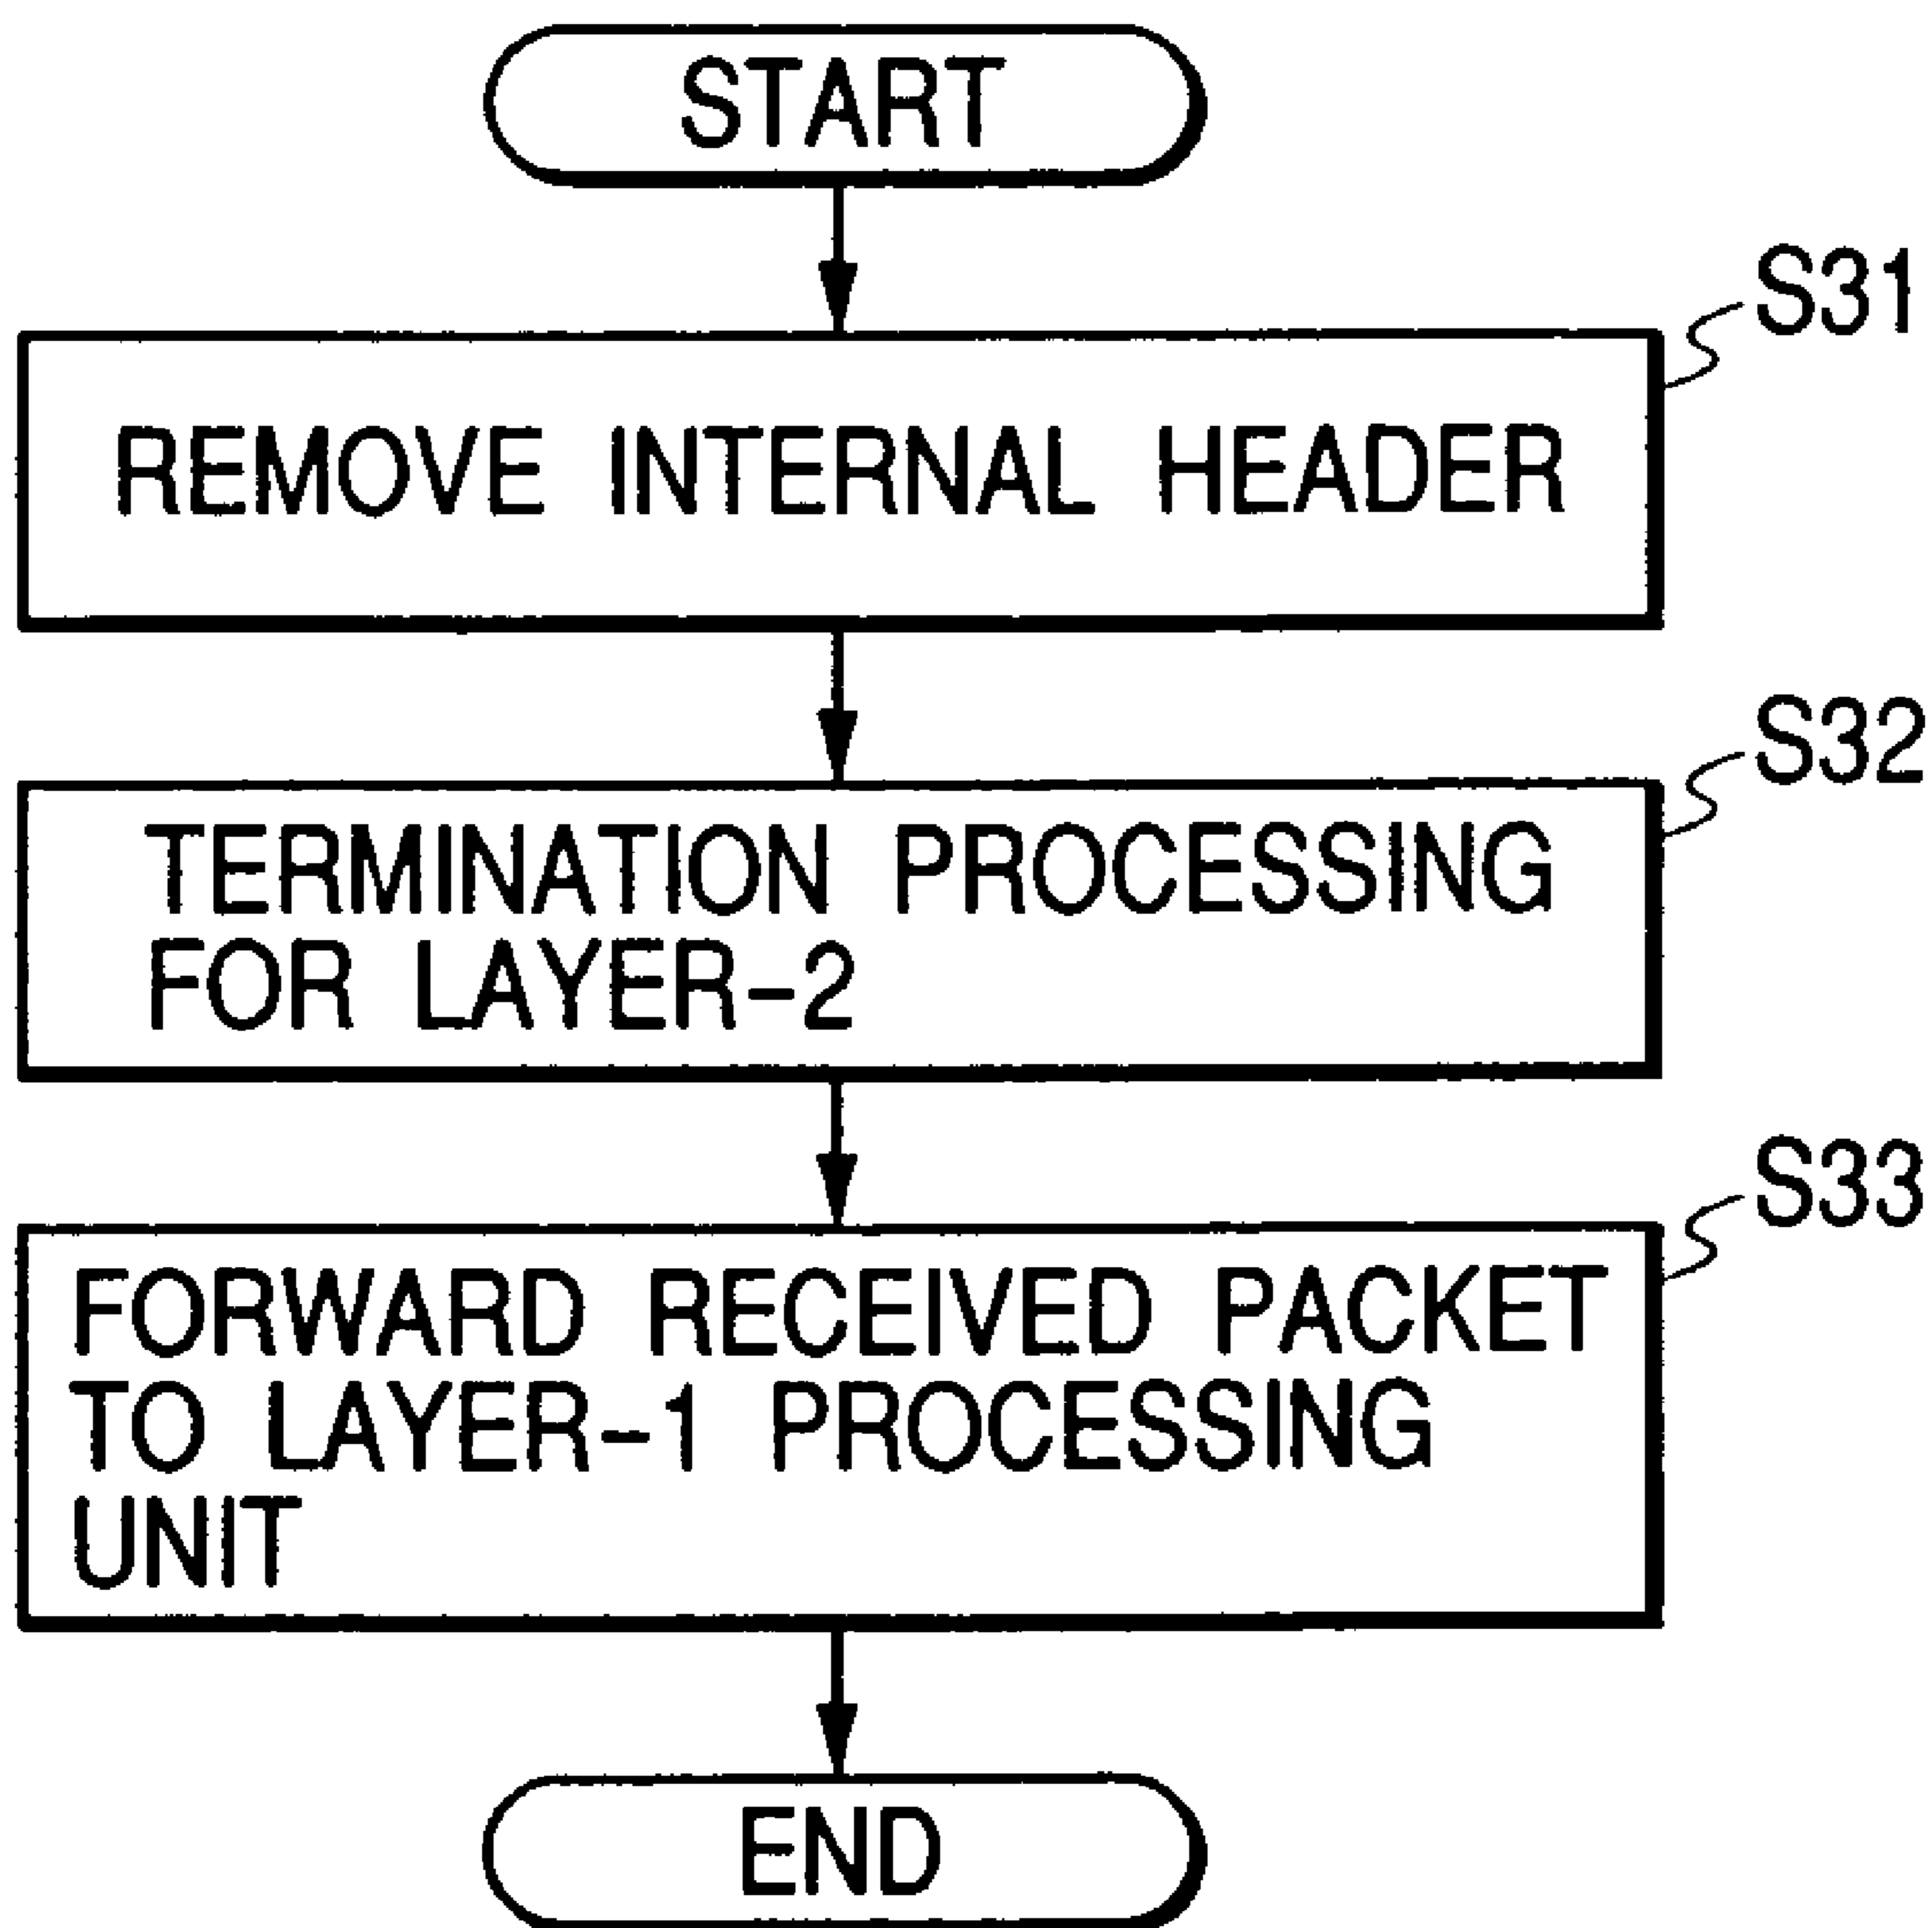 START
S31
REMOVE INTERNAL HEADER
S32
TERMINATION PROCESSING
FOR LAYER-2
S33
FORWARD RECEIVED PACKET
TO LAYER-1 PROCESSING
UNIT
END